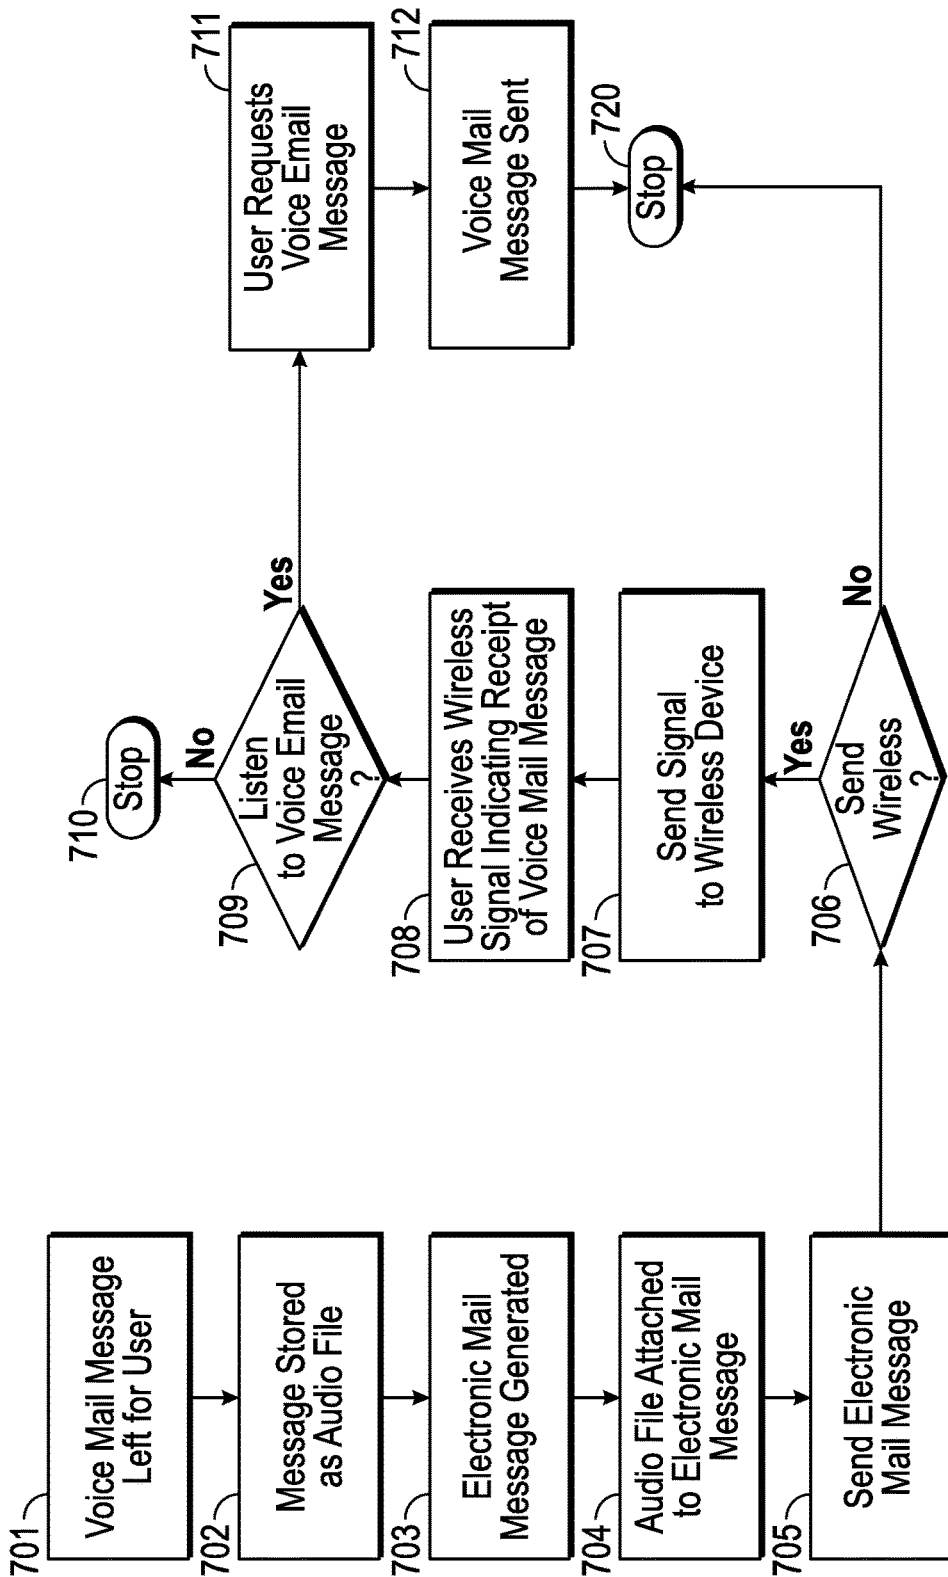 701
Voice Mail Message
Left for User
702
Message Stored
as Audio File
703
Electronic Mail
Message Generated
704
Audio File Attached
to Electronic Mail
Message
705
Send Electronic
Mail Message
706
Send
Wireless
?
Yes
No
707
Send Signal
to Wireless Device
708
User Receives Wireless
Signal Indicating Receipt
of Voice Mail Message
709
Listen
to Voice Email
Message
?
No
Yes
710
Stop
711
User Requests
Voice Email
Message
712
Voice Mail
Message Sent
720
Stop